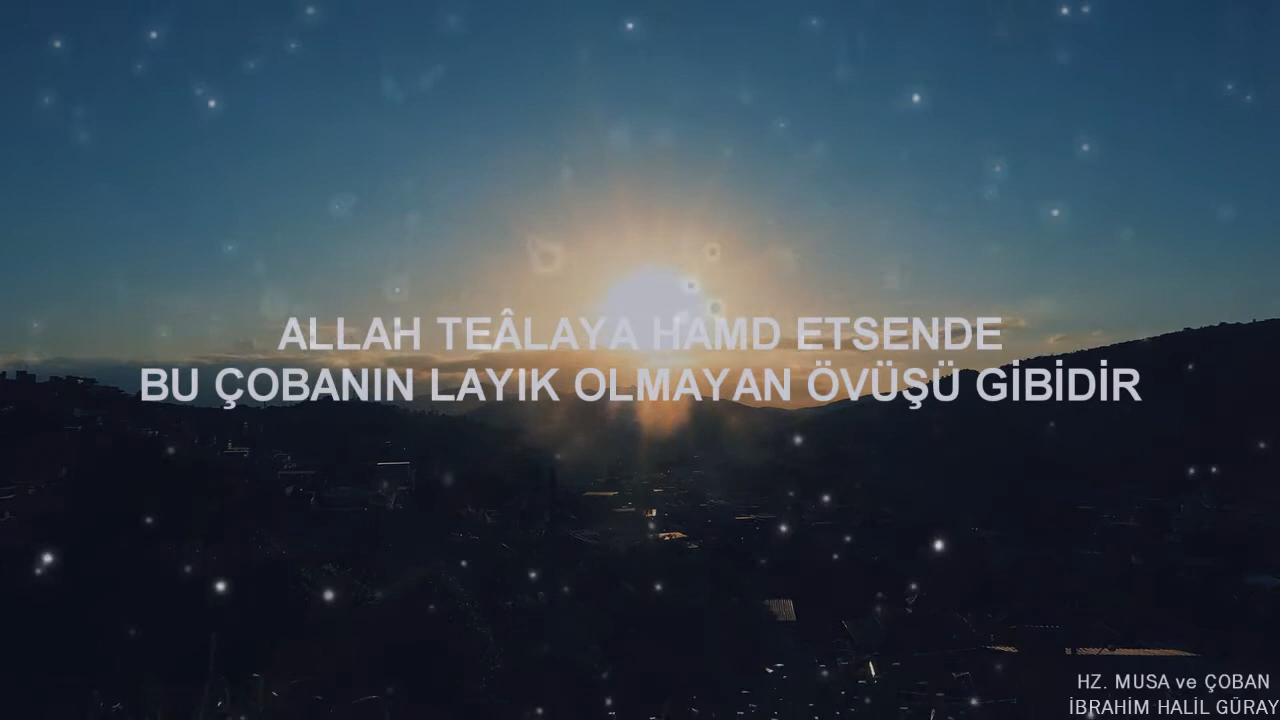 ALLAH TEÂLAYA HAMD ETSENDE
BU ÇOBANIN LAYIK OLMAYAN ÖVÜŞÜ GİBİDİR
HZ. MUSA ve ÇOBAN
İBRAHİM HALİL GÜRAY